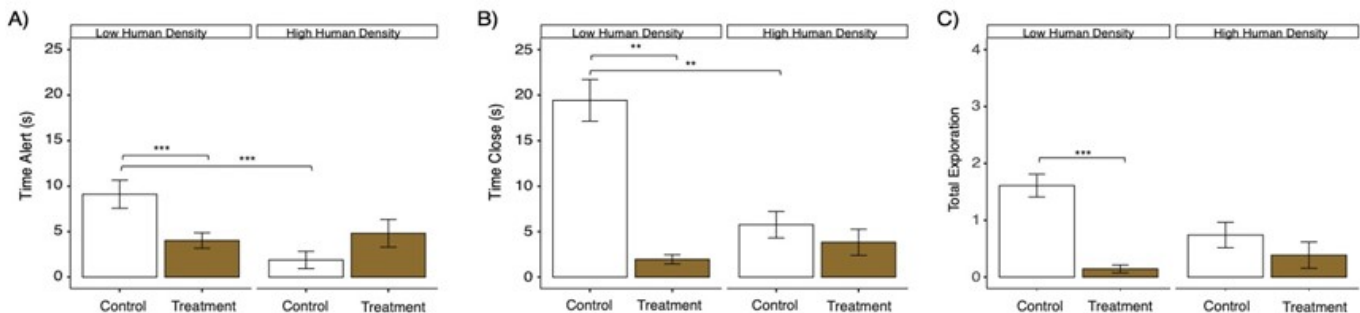 A)
Low Human Density
High Human Density
25
20
15
10
5
0
Time Alert (s)
***
***
Control
Treatment
Control
Treatment
B)
Low Human Density
High Human Density
25
20
15
10
5
0
Time Close (s)
**
**
Control
Treatment
Control
Treatment
C)
Low Human Density
High Human Density
4
3
2
1
0
Total Exploration
***
Control
Treatment
Control
Treatment